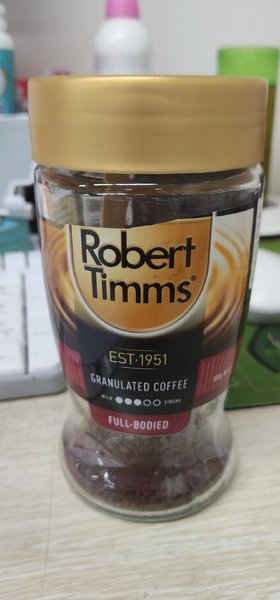 Robert
Timms®
EST·1951
GRANULATED COFFEE
MILD STRONG
FULL-BODIED